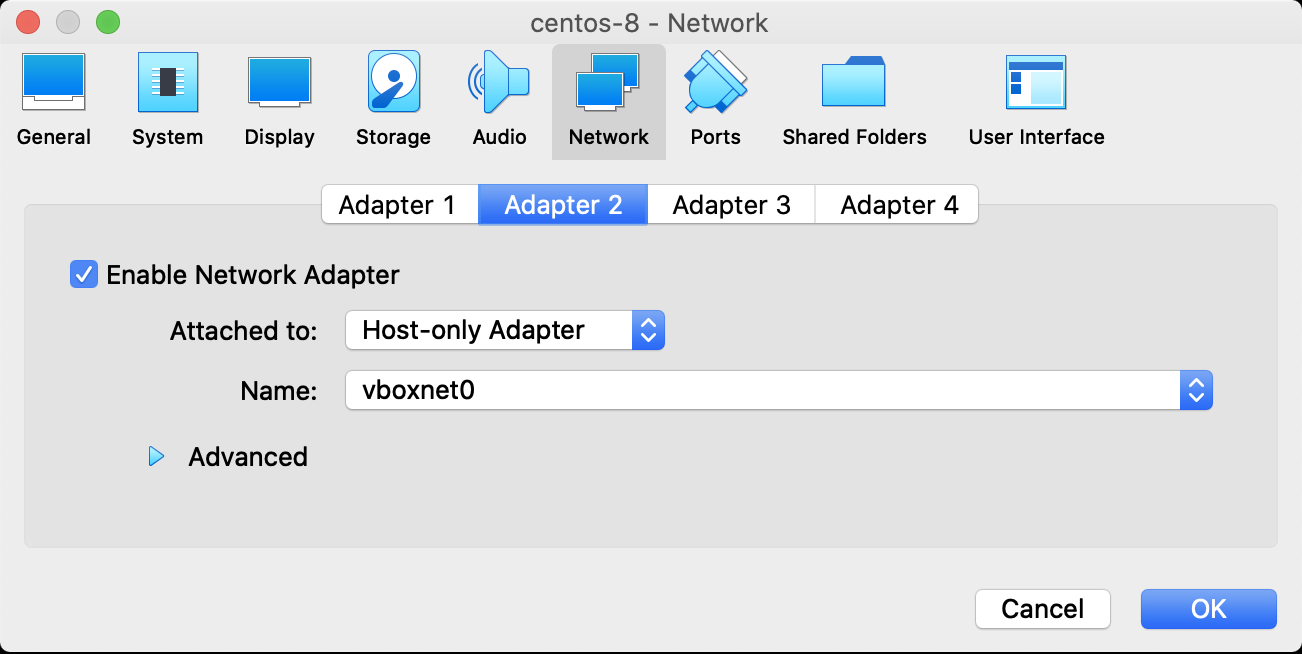 centos-8 - Network
General System Display Storage Audio Network Ports Shared Folders User Interface
Adapter 1 Adapter 2 Adapter 3 Adapter 4
Enable Network Adapter
Attached to: Host-only Adapter
Name: vboxnet0
Advanced
Cancel OK